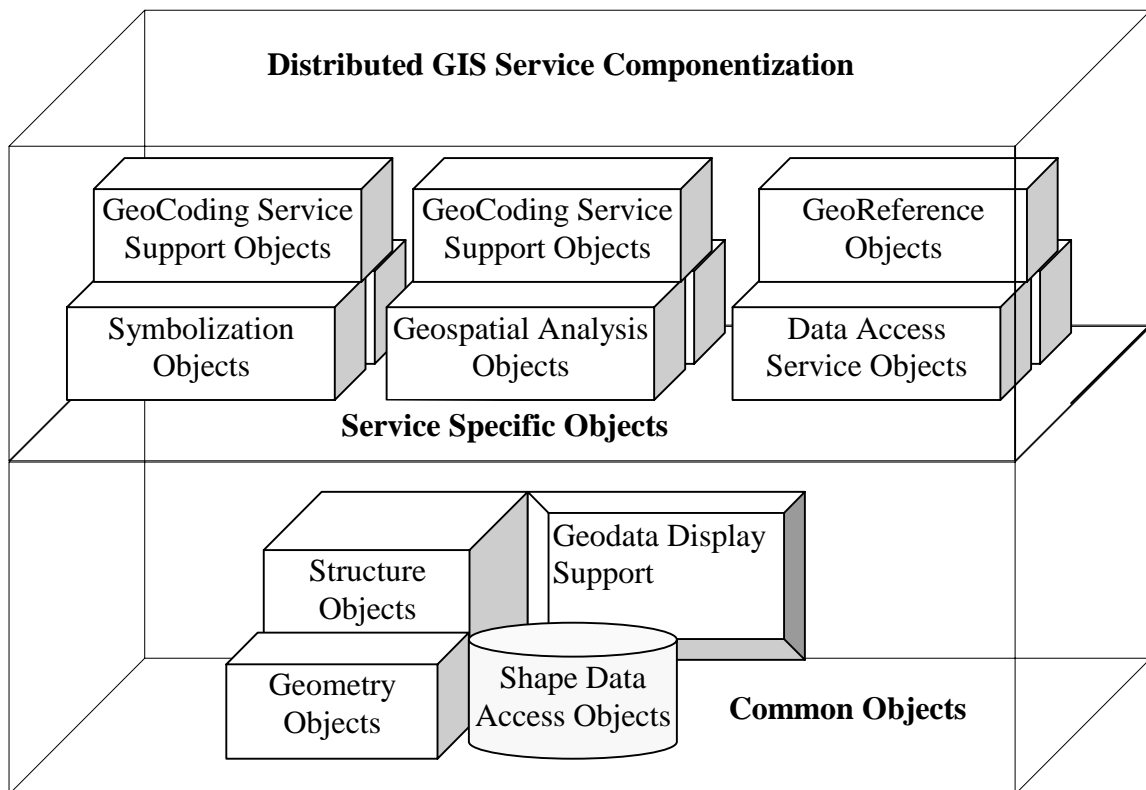 Distributed GIS Service Componentization
GeoCoding Service
Support Objects
GeoCoding Service
Support Objects
GeoReference
Objects
Symbolization
Objects
Geospatial Analysis
Objects
Data Access
Service Objects
Service Specific Objects
Geodata Display
Support
Structure
Objects
Geometry
Objects
Shape Data
Access Objects
Common Objects